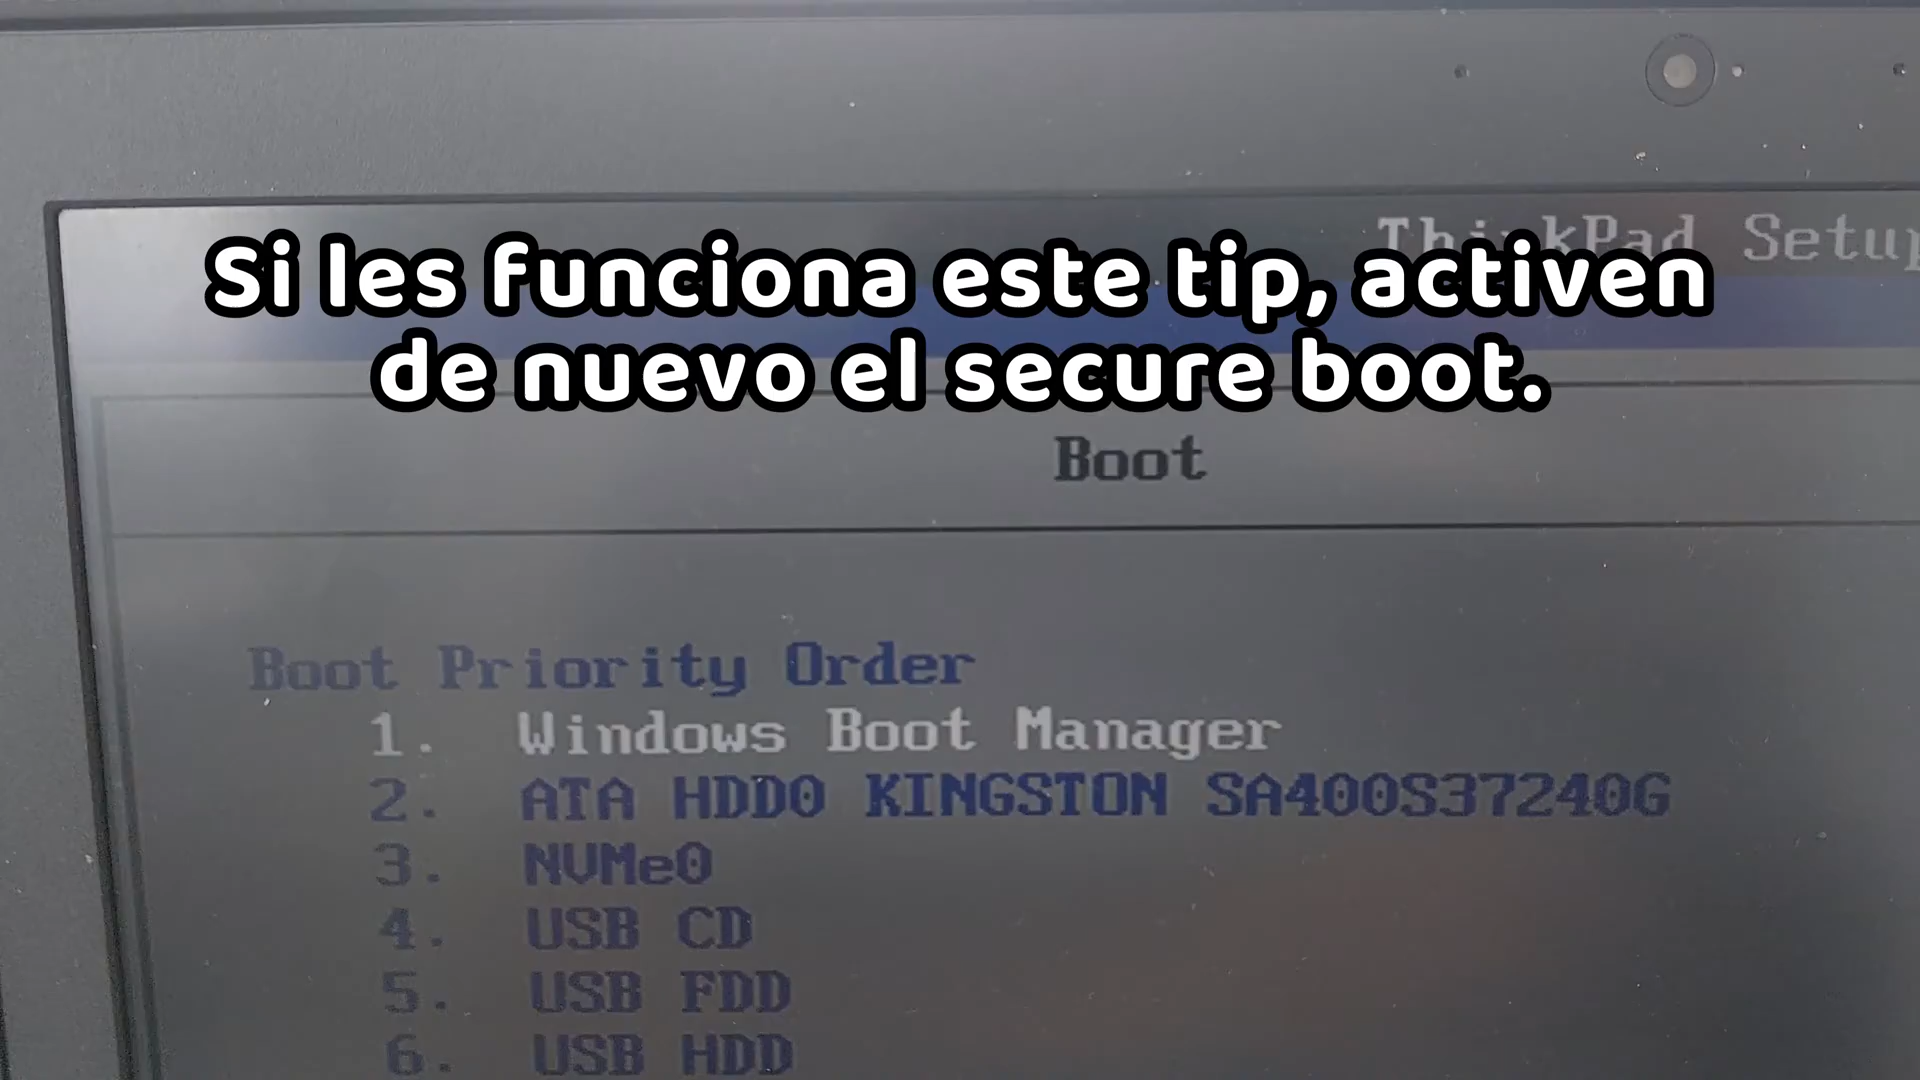 ThinkPad Setup
Si les funciona este tip, activen
de nuevo el secure boot.
Boot
Boot Priority Order
1. Windows Boot Manager
2. ATA HDD0 KINGSTON SA400S37240G
3. NVMe0
4. USB CD
5. USB FDD
6. USB HDD